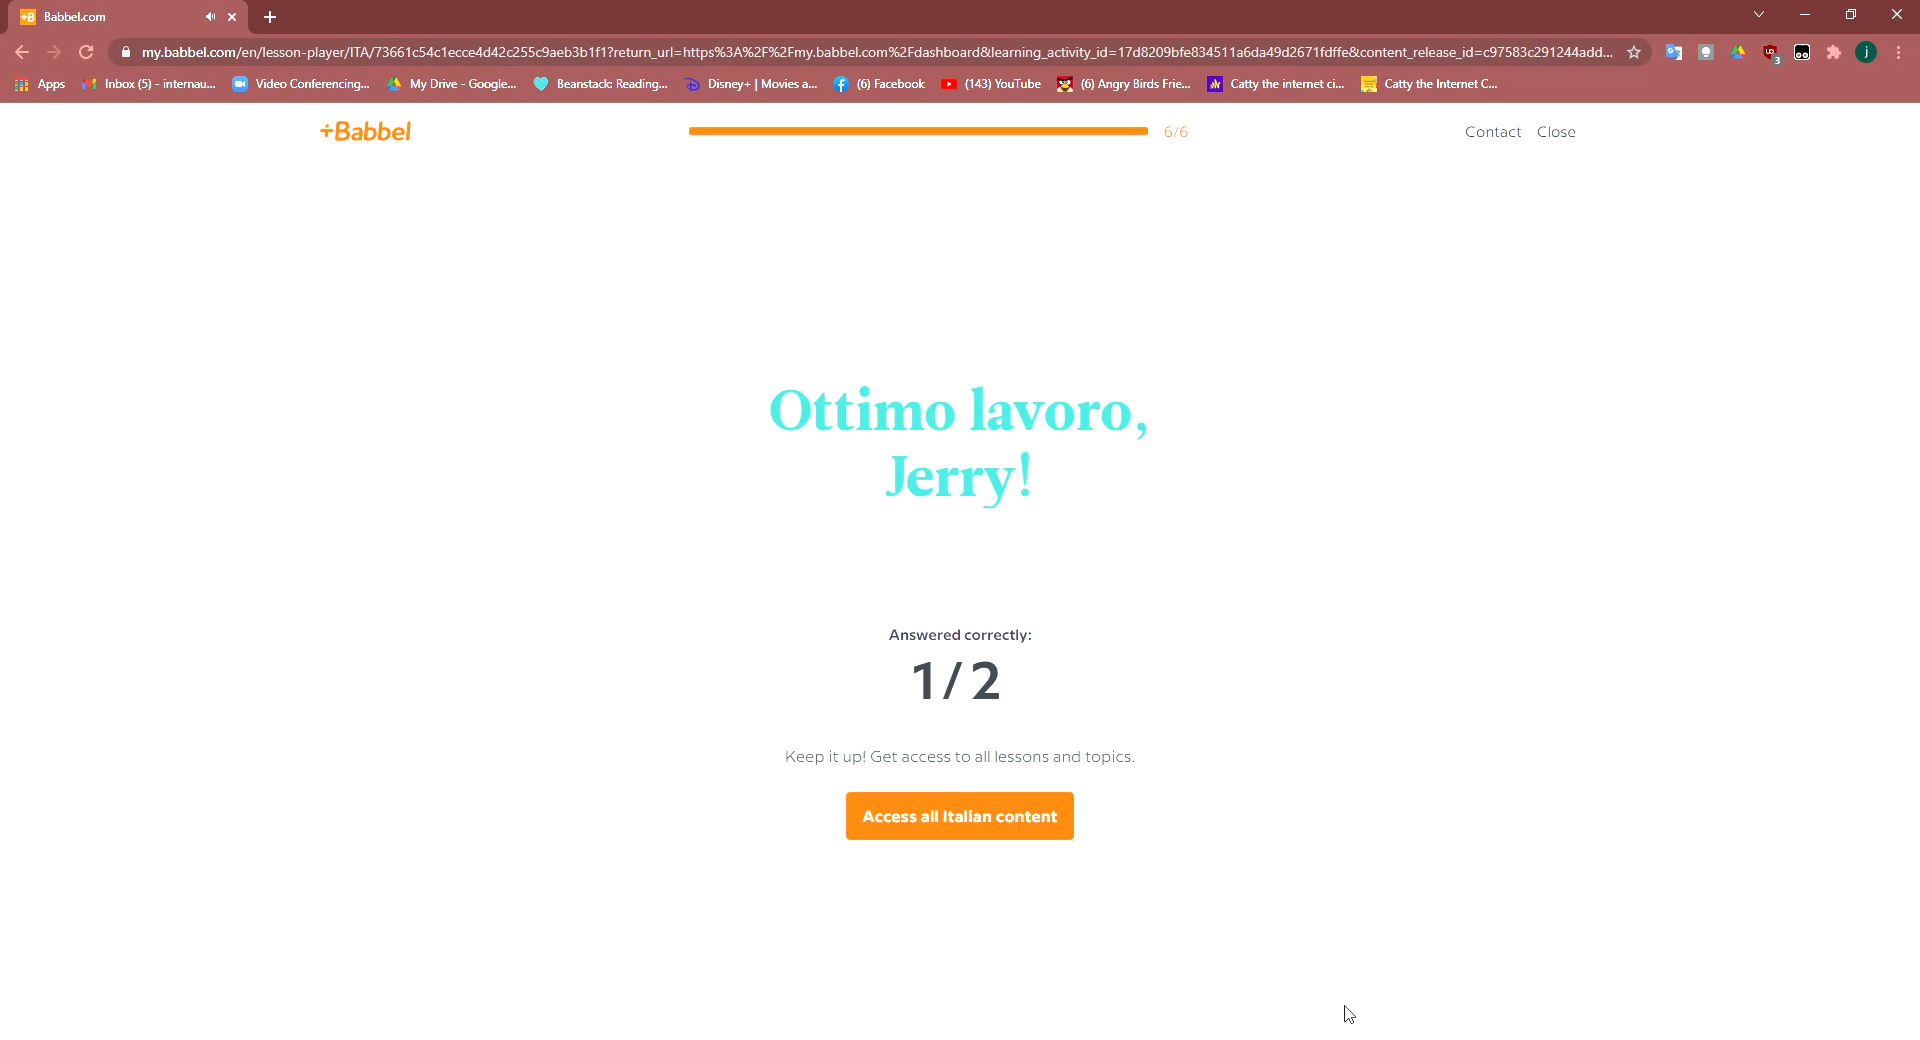 Babbel.com
my.babbel.com/en/lesson-player/ITA/73661c54c1ecce4d42c255c9aeb3b1f1?return_url=https%3A%2F%2Fmy.babbel.com%2Fdashboard&learning_activity_id=17d8209bfe834511a6da49d2671fdffe&content_release_id=c97583c291244add...
3
j
Apps
Inbox (5) - internau...
Video Conferencing...
My Drive - Google...
Beanstack: Reading...
Disney+ | Movies a...
(6) Facebook
(143) YouTube
(6) Angry Birds Frie...
Catty the internet ci...
Catty the Internet C...
+Babbel
6/6
Contact Close
Ottimo lavoro,
Jerry!
Answered correctly:
1/2
Keep it up! Get access to all lessons and topics.
Access all Italian content